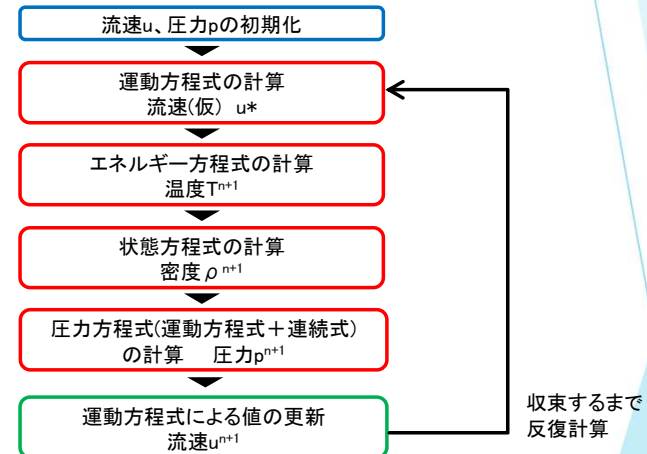 流速u、圧力pの初期化
運動方程式の計算
流速(仮) u*
エネルギー方程式の計算
温度Tⁿ⁺¹
状態方程式の計算
密度ρⁿ⁺¹
圧力方程式(運動方程式＋連続式)
の計算 圧力pⁿ⁺¹
運動方程式による値の更新
流速uⁿ⁺¹
収束するまで
反復計算